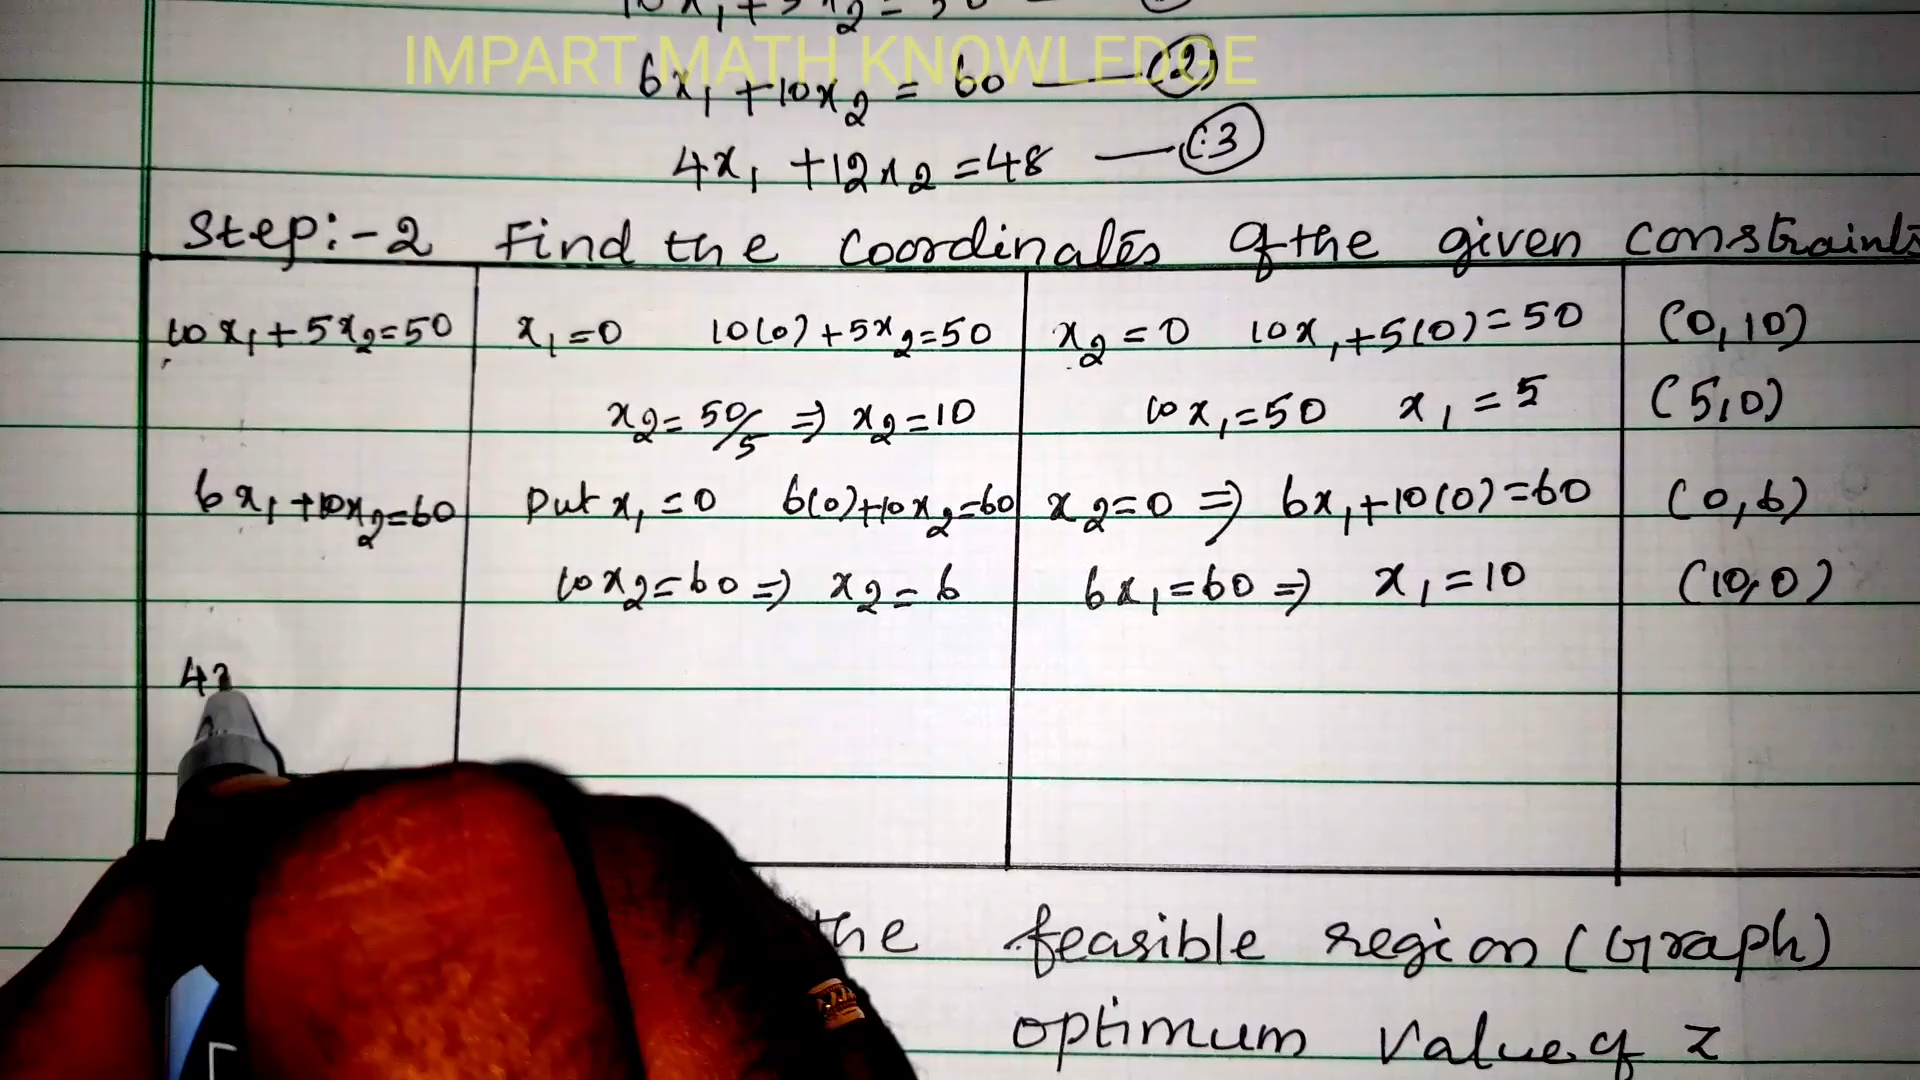 10x₁+5x₂=50
IMPART MATH KNOWLEDGE
6x₁+10x₂=60 —(2)
4x₁+12x₂=48 —(3)
Step:-2 Find the coordinates of the given constraints
10x₁+5x₂=50 x₁=0 10(0)+5x₂=50 x₂=0 10x₁+5(0)=50 (0,10)
x₂=50/5 ⇒ x₂=10 10x₁=50 x₁=5 (5,0)
6x₁+10x₂=60 Put x₁=0 6(0)+10x₂=60 x₂=0 ⇒ 6x₁+10(0)=60 (0,6)
10x₂=60 ⇒ x₂=6 6x₁=60 ⇒ x₁=10 (10,0)
4
the feasible region (Graph)
optimum value of z